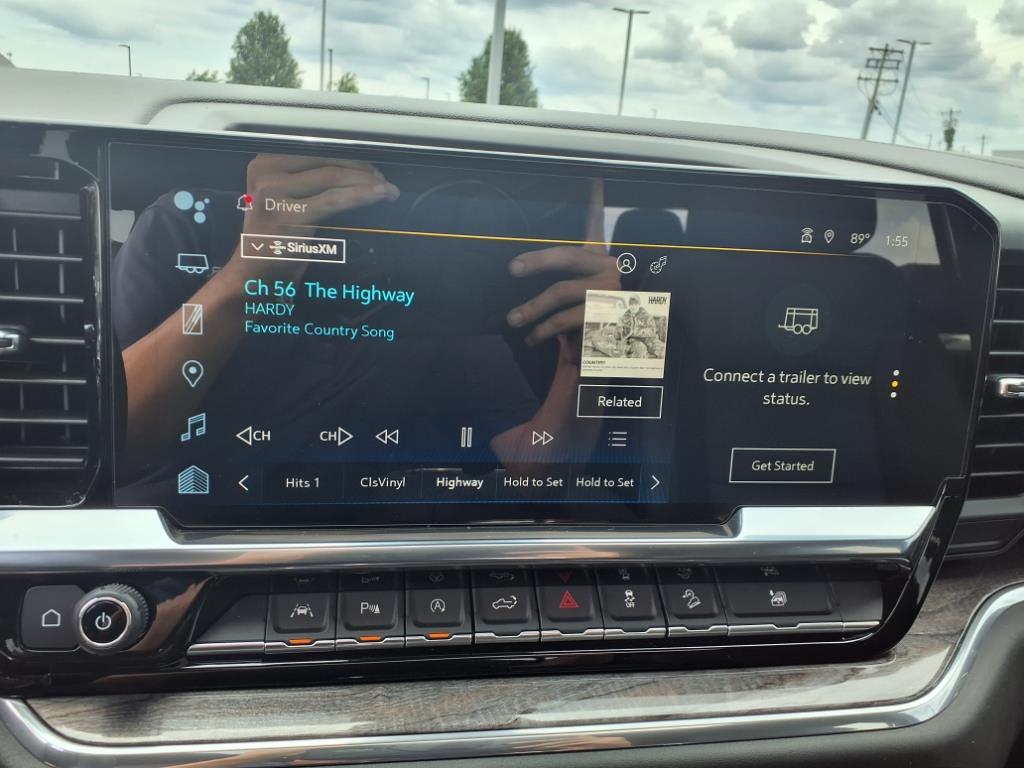 Driver
89° 1:55
SiriusXM
Ch 56 The Highway
HARDY
Favorite Country Song
HARDY
COUNTRY!
Related
Connect a trailer to view
status.
Get Started
CH CH
Hits 1 ClsVinyl Highway Hold to Set Hold to Set
P A OFF